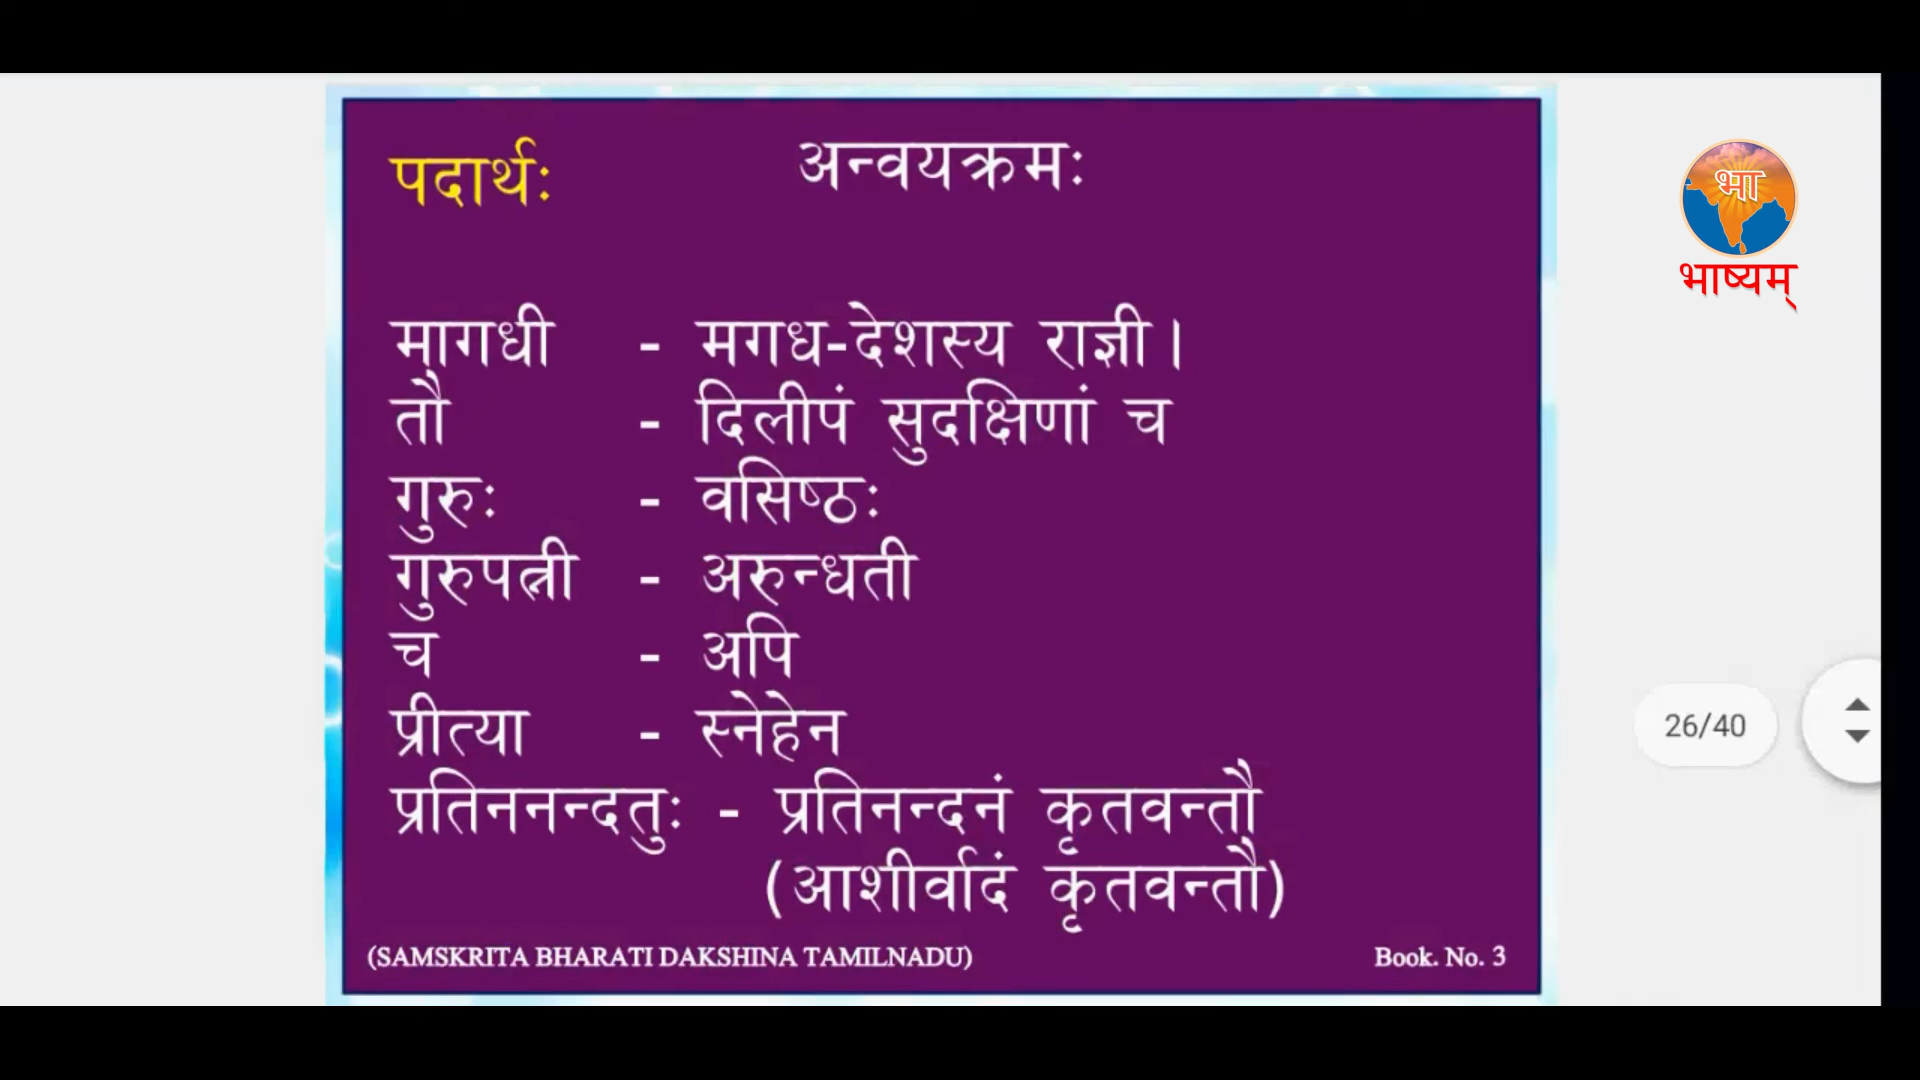 पदार्थः अन्वयक्रमः
मागधी - मगध-देशस्य राज्ञी।
तौ - दिलीपं सुदक्षिणां च
गुरुः - वसिष्ठः
गुरुपत्नी - अरुन्धती
च - अपि
प्रीत्या - स्नेहेन
प्रतिननन्दतुः - प्रतिनन्दनं कृतवन्तौ
(आशीर्वादं कृतवन्तौ)
(SAMSKRITA BHARATI DAKSHINA TAMILNADU) Book. No. 3
भा
भाष्यम्
26/40